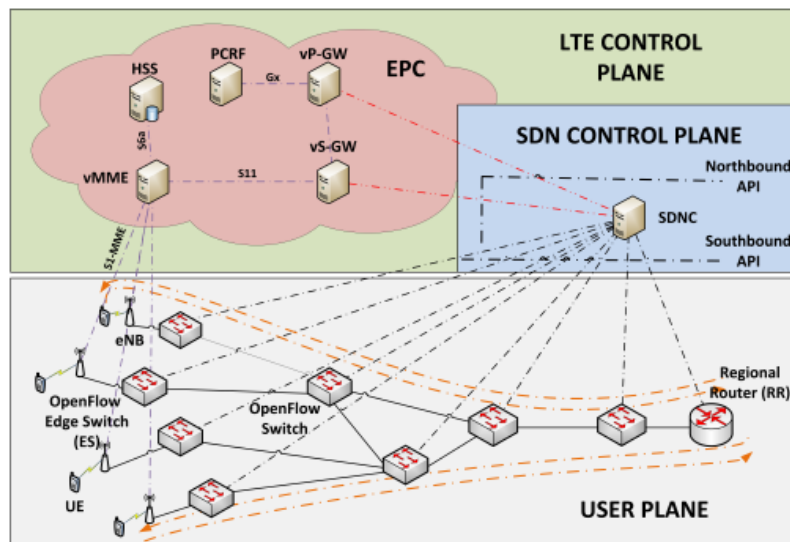 LTE CONTROL
PLANE
EPC
HSS
PCRF
vP-GW
Gx
S6a
vS-GW
vMME
S11
SDN CONTROL PLANE
Northbound
API
SDNC
Southbound
API
S1-MME
eNB
OpenFlow
Edge Switch
(ES)
OpenFlow
Switch
Regional
Router (RR)
UE
USER PLANE